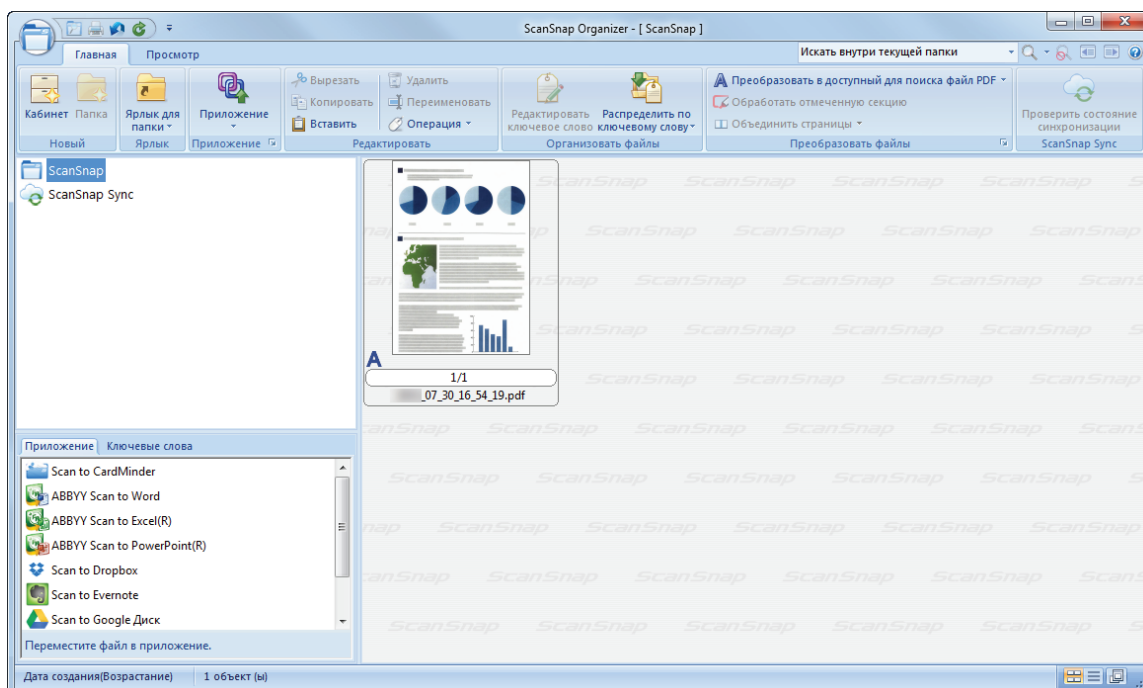 ScanSnap Organizer - [ ScanSnap ]
Главная Просмотр
Искать внутри текущей папки
Кабинет Папка
Новый
Ярлык для папки
Ярлык
Приложение
Приложение
Вырезать
Копировать
Вставить
Удалить
Переименовать
Операция
Редактировать
Редактировать ключевое слово
Распределить по ключевому слову
Организовать файлы
Преобразовать в доступный для поиска файл PDF
Обработать отмеченную секцию
Объединить страницы
Преобразовать файлы
Проверить состояние синхронизации
ScanSnap Sync
ScanSnap
ScanSnap Sync
A
1/1
_07_30_16_54_19.pdf
Приложение Ключевые слова
Scan to CardMinder
ABBYY Scan to Word
ABBYY Scan to Excel(R)
ABBYY Scan to PowerPoint(R)
Scan to Dropbox
Scan to Evernote
Scan to Google Диск
Переместите файл в приложение.
Дата создания(Возрастание) 1 объект (ы)